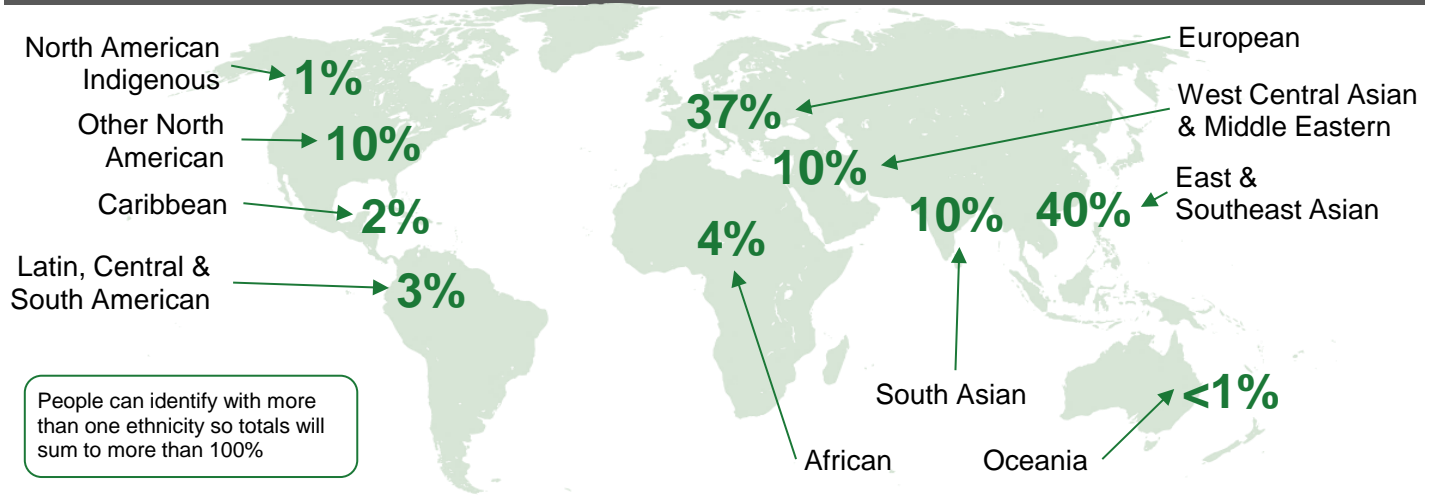 North American
Indigenous
1%
Other North
American
10%
Caribbean
2%
Latin, Central &
South American
3%
European
37%
West Central Asian
& Middle Eastern
10%
East &
Southeast Asian
40%
10%
South Asian
4%
African
<1%
Oceania
People can identify with more
than one ethnicity so totals will
sum to more than 100%